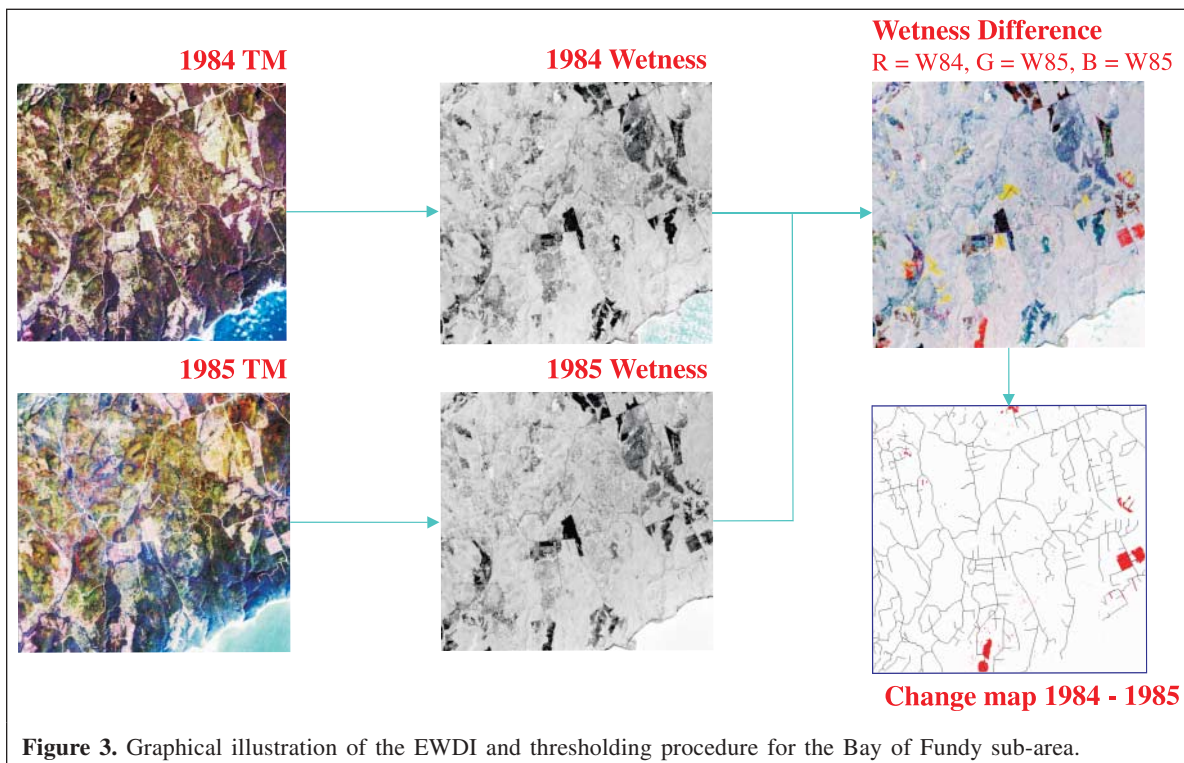 1984 TM
1984 Wetness
Wetness Difference
R = W84, G = W85, B = W85
1985 TM
1985 Wetness
Change map 1984 - 1985
Figure 3. Graphical illustration of the EWDI and thresholding procedure for the Bay of Fundy sub-area.